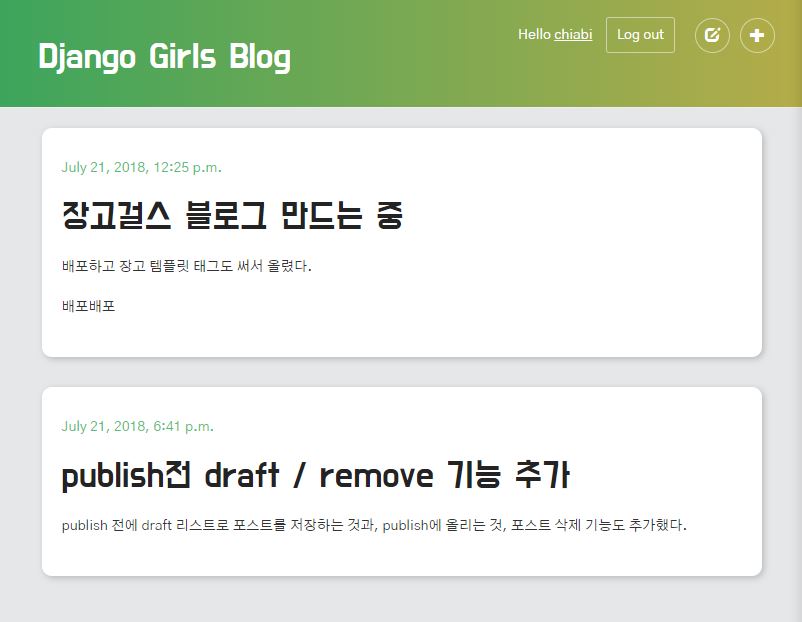 Django Girls Blog
Hello chiabi
Log out
July 21, 2018, 12:25 p.m.
장고걸스 블로그 만드는 중
배포하고 장고 템플릿 태그도 써서 올렸다.
배포배포
July 21, 2018, 6:41 p.m.
publish전 draft / remove 기능 추가
publish 전에 draft 리스트로 포스트를 저장하는 것과, publish에 올리는 것, 포스트 삭제 기능도 추가했다.